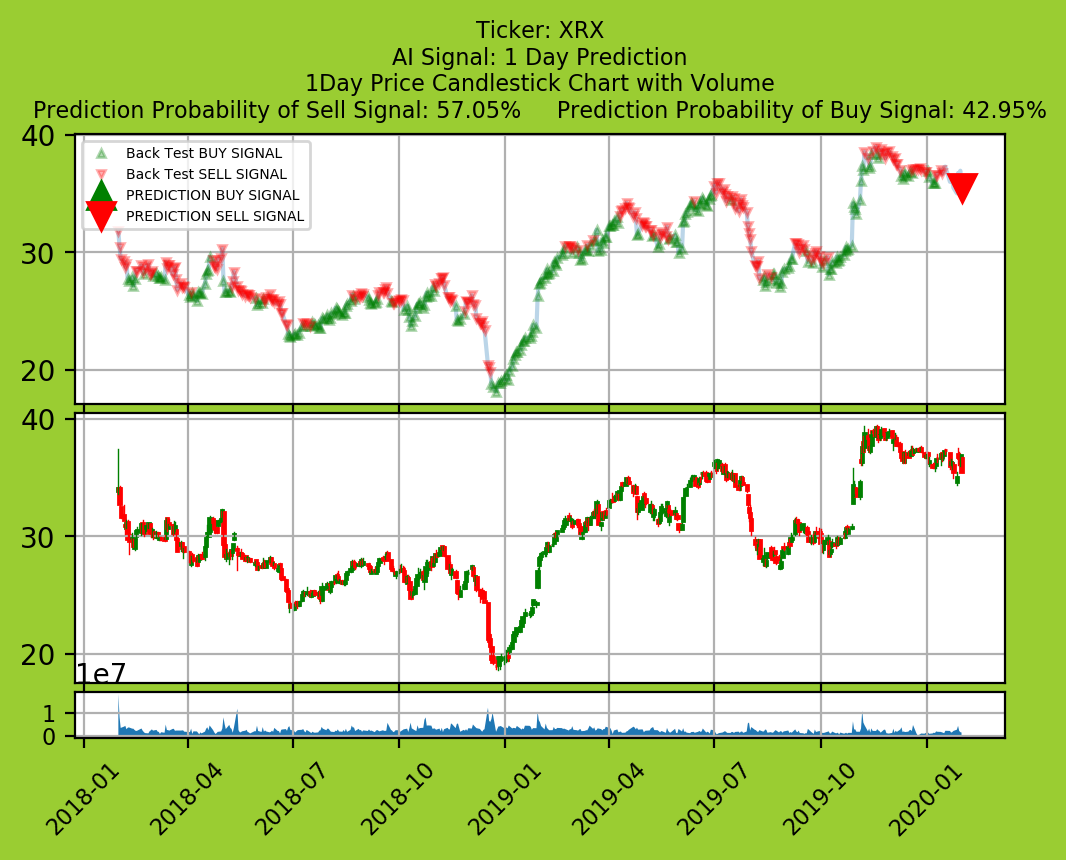 Ticker: XRX
AI Signal: 1 Day Prediction
1Day Price Candlestick Chart with Volume
Prediction Probability of Sell Signal: 57.05%     Prediction Probability of Buy Signal: 42.95%
40
30
20
Back Test BUY SIGNAL
Back Test SELL SIGNAL
PREDICTION BUY SIGNAL
PREDICTION SELL SIGNAL
40
30
20
1e7
1
0
2018-01 2018-04 2018-07 2018-10 2019-01 2019-04 2019-07 2019-10 2020-01